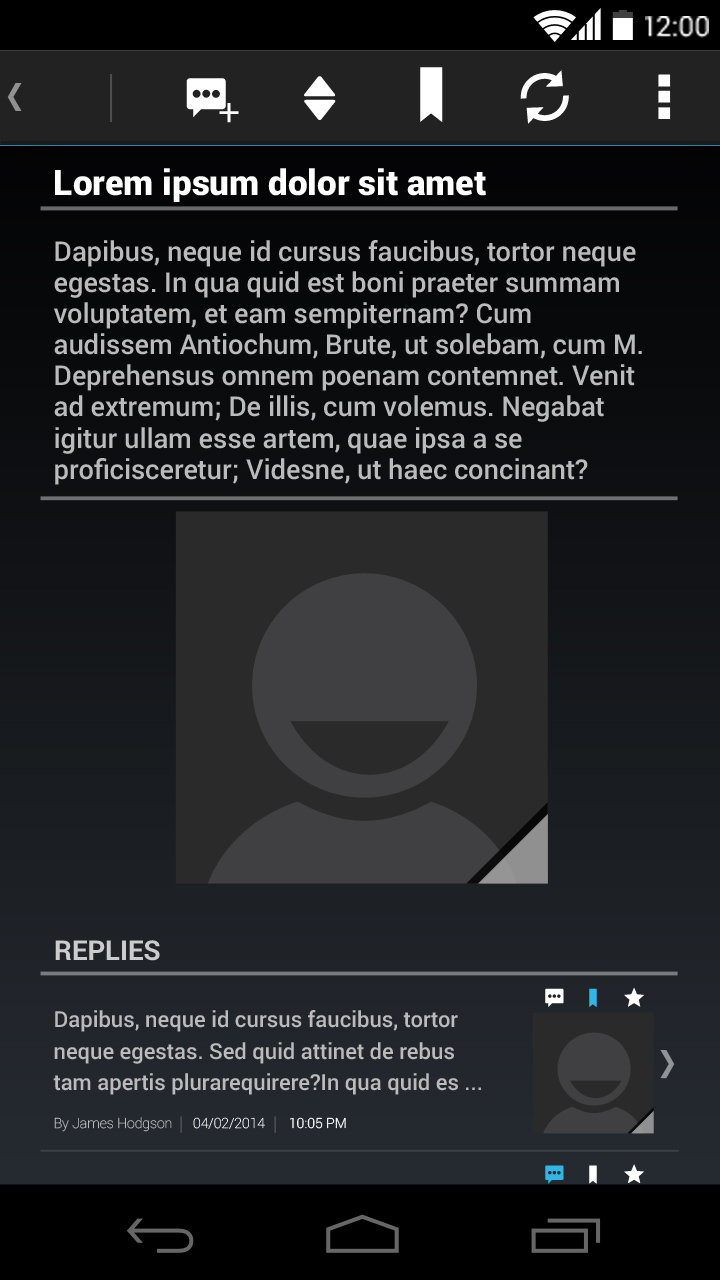 12:00
Lorem ipsum dolor sit amet
Dapibus, neque id cursus faucibus, tortor neque
egestas. In qua quid est boni praeter summam
voluptatem, et eam sempiternam? Cum
audissem Antiochum, Brute, ut solebam, cum M.
Deprehensus omnem poenam contemnet. Venit
ad extremum; De illis, cum volemus. Negabat
igitur ullam esse artem, quae ipsa a se
proficisceretur; Videsne, ut haec concinant?
REPLIES
Dapibus, neque id cursus faucibus, tortor
neque egestas. Sed quid attinet de rebus
tam apertis plurarequirere?In qua quid es ...
By James Hodgson | 04/02/2014 | 10:05 PM